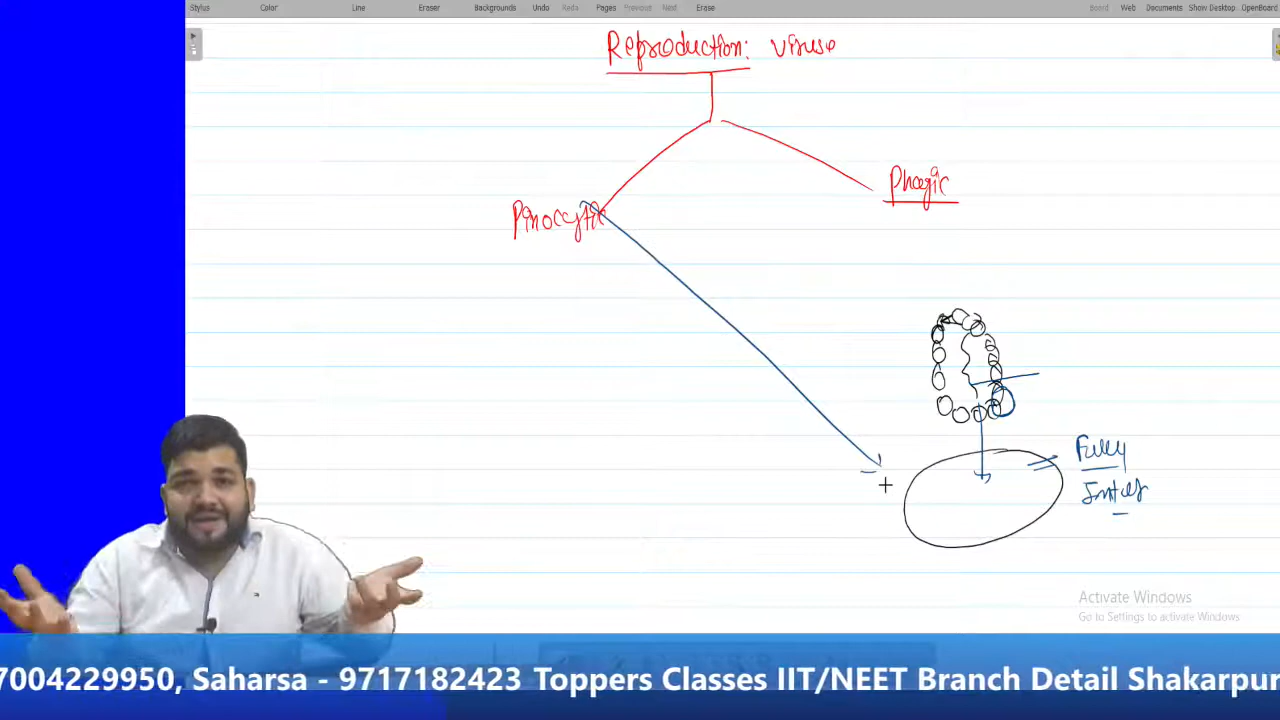 Stylus Color Line Eraser Backgrounds Undo Redo Pages Previous Next Erase Board Web Documents Show Desktop OpenBoard
Reproduction: viruse
Phagic
Pinocytic
Fully
Activate Windows
Go to Settings to activate Windows.
7004229950, Saharsa - 9717182423 Toppers Classes IIT/NEET Branch Detail Shakarpur